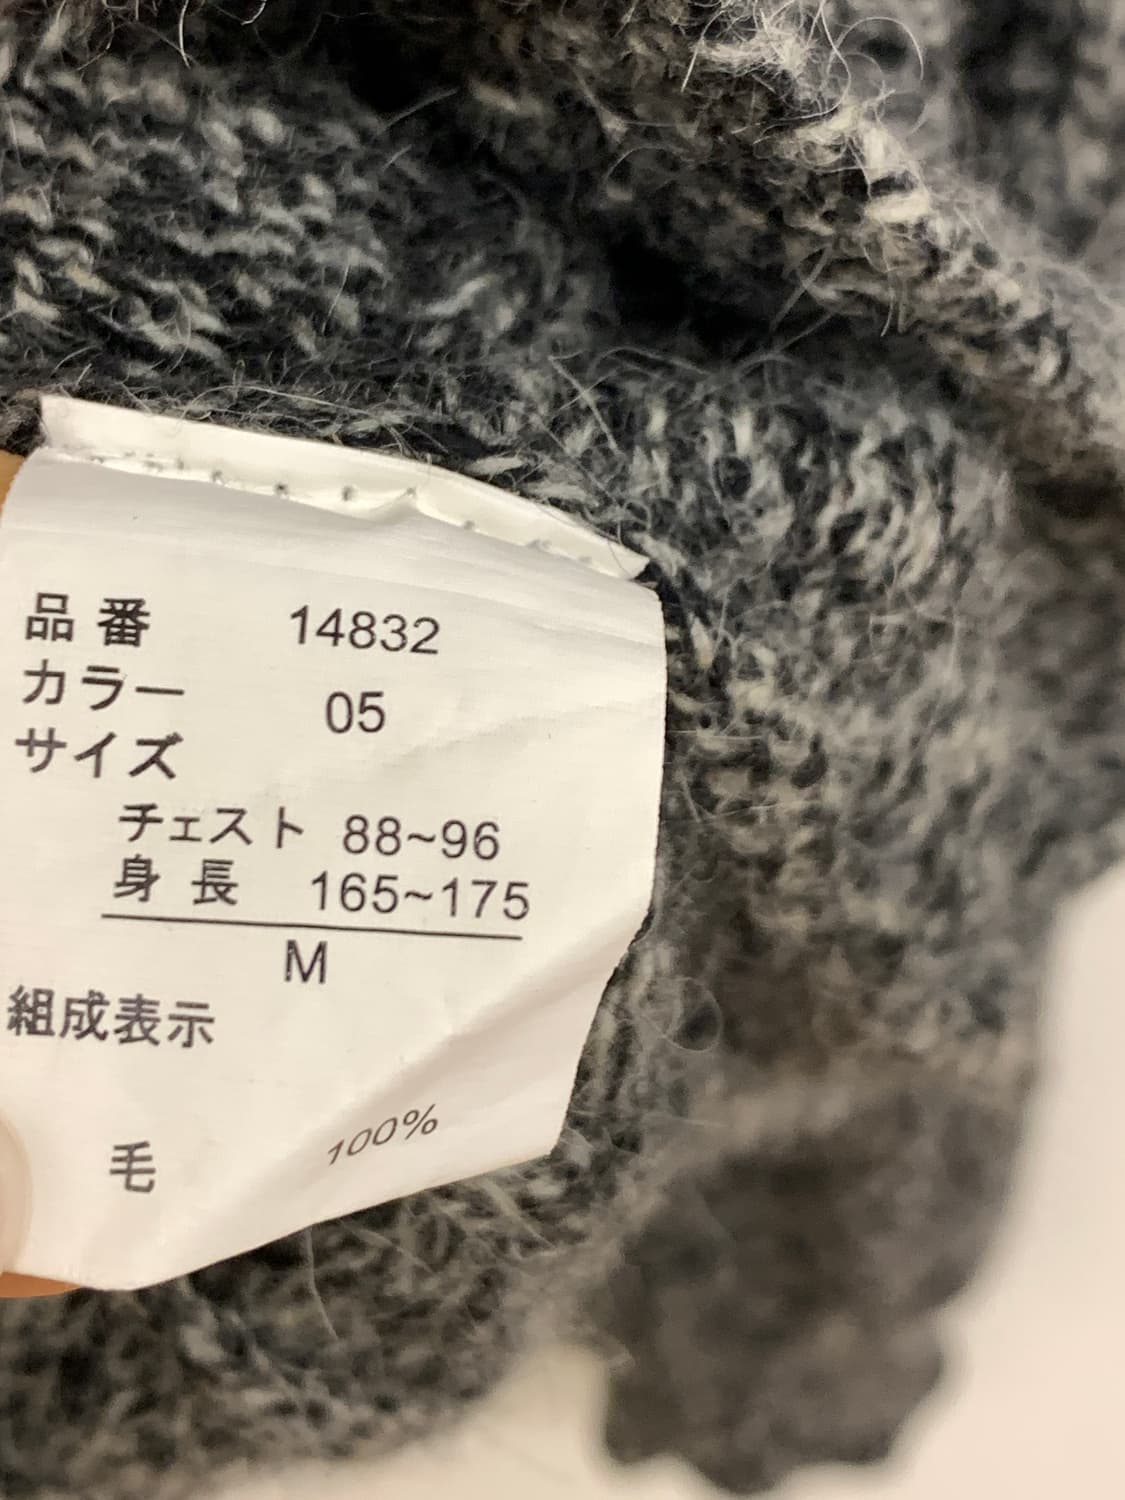 品番 14832
カラー 05
サイズ
チェスト 88~96
身長 165~175
M
組成表示
毛 100%